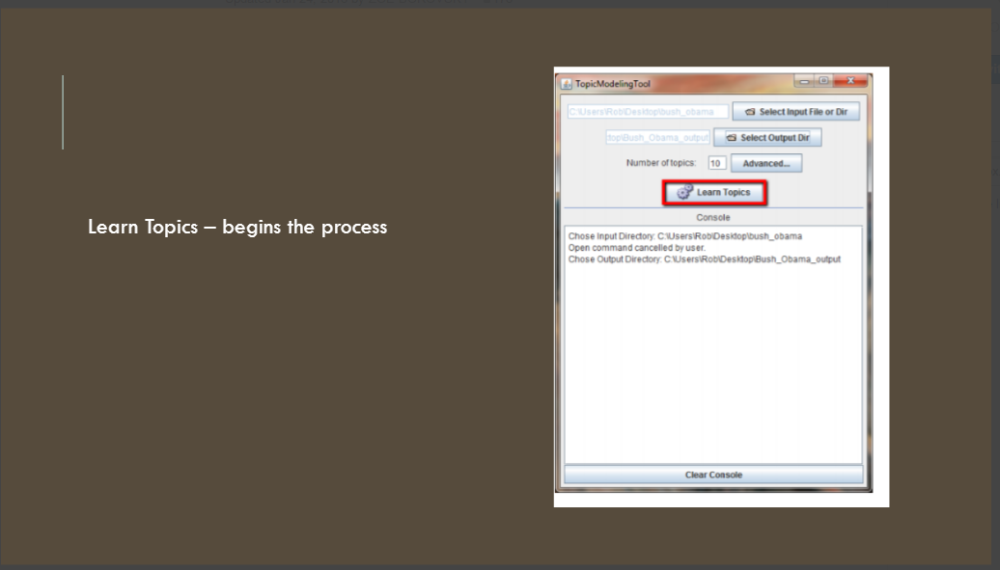 Learn Topics – begins the process
TopicModelingTool
C:\Users\Rob\Desktop\bush_obama
Select Input File or Dir
top\Bush_Obama_output
Select Output Dir
Number of topics:
10
Advanced...
Learn Topics
Console
Chose Input Directory: C:\Users\Rob\Desktop\bush_obama
Open command cancelled by user.
Chose Output Directory: C:\Users\Rob\Desktop\Bush_Obama_output
Clear Console